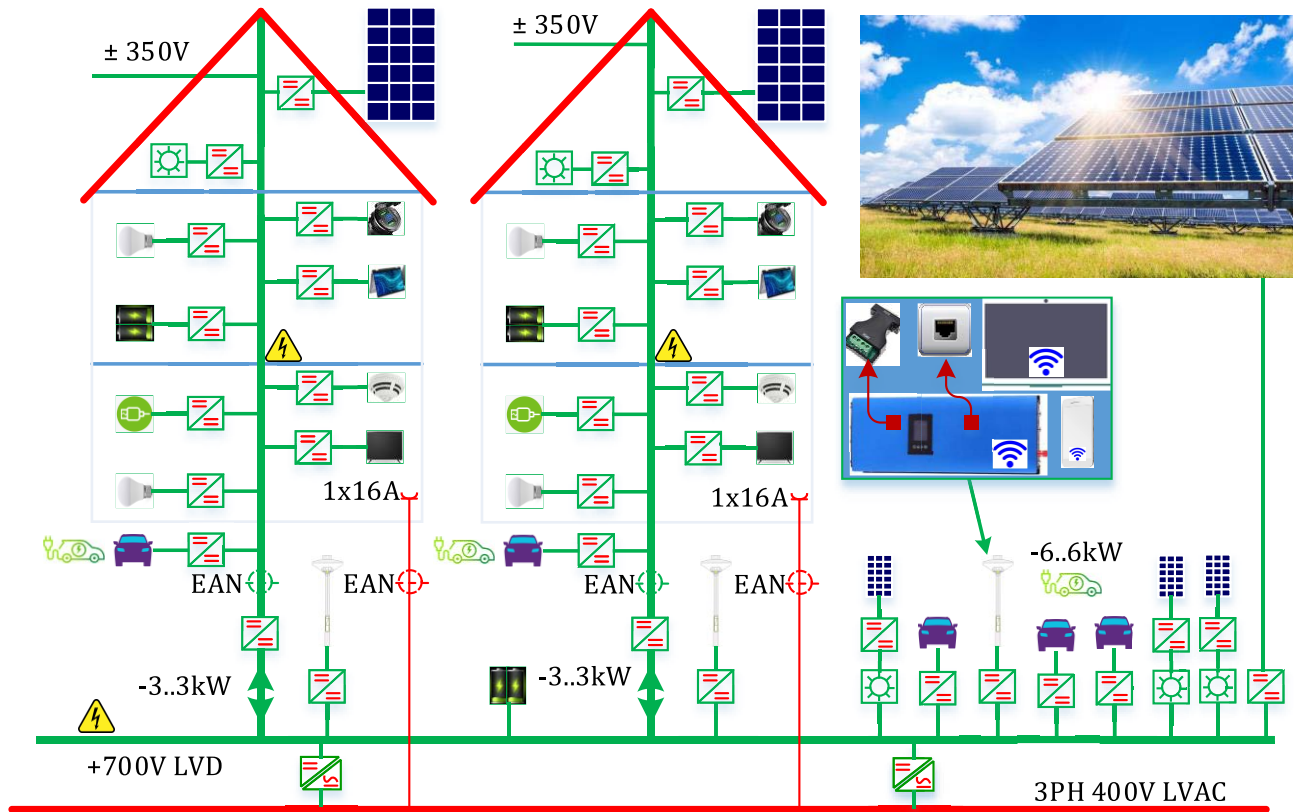 ± 350V
± 350V
1x16A
1x16A
EAN
EAN
EAN
EAN
-6..6kW
-3..3kW
-3..3kW
+700V LVD
3PH 400V LVAC